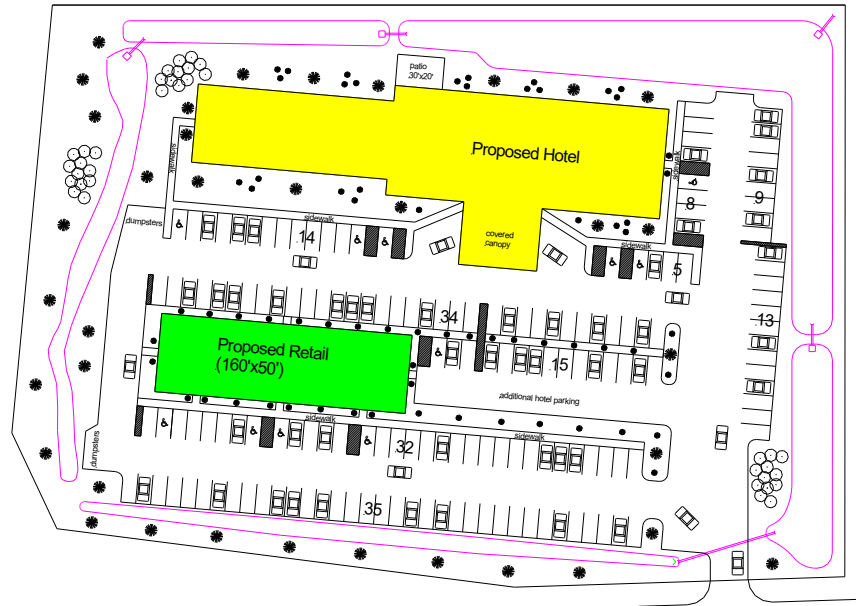 patio
30'x20'
Proposed Hotel
sidewalk
sidewalk
8
9
dumpsters
sidewalk
14
covered
canopy
sidewalk
5
34
13
Proposed Retail
(160'x50')
15
additional hotel parking
sidewalk
sidewalk
dumpsters
32
35